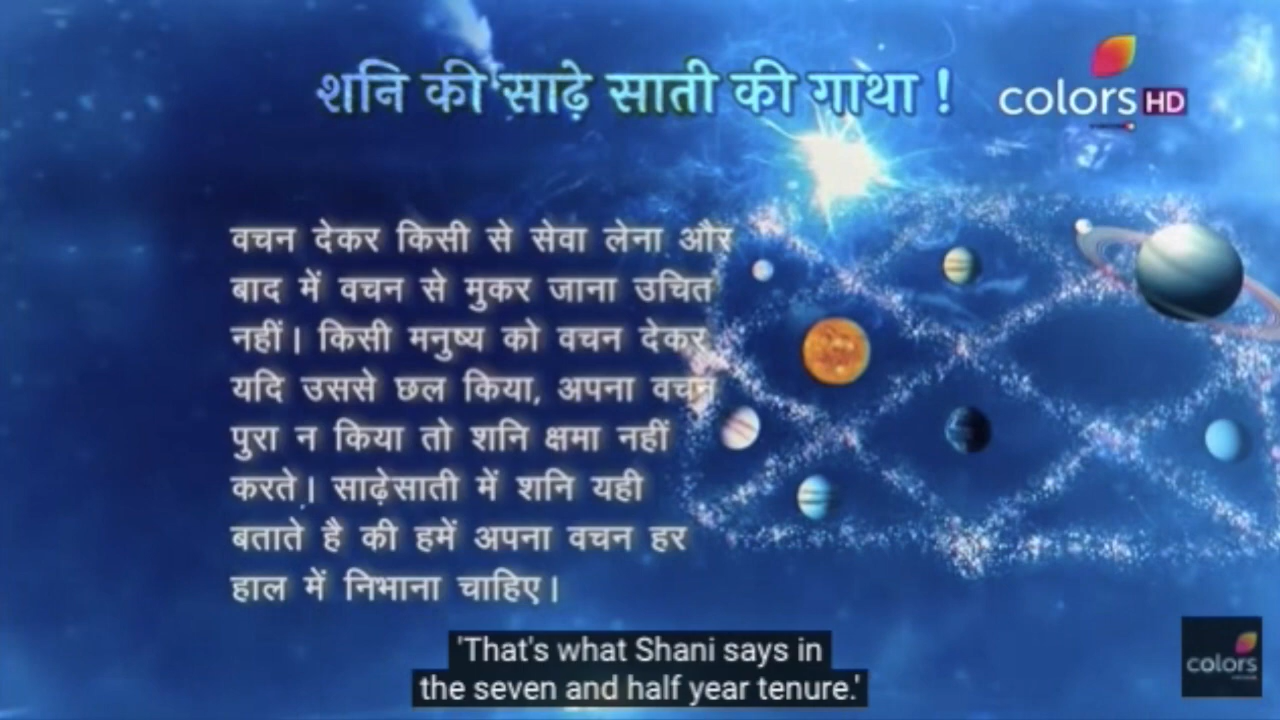 शनि की साढ़े साती की गाथा !
colors HD
वचन देकर किसी से सेवा लेना और
बाद में वचन से मुकर जाना उचित
नहीं। किसी मनुष्य को वचन देकर
यदि उससे छल किया, अपना वचन
पुरा न किया तो शनि क्षमा नहीं
करते। साढ़ेसाती में शनि यही
बताते है की हमें अपना वचन हर
हाल में निभाना चाहिए।
'That's what Shani says in
the seven and half year tenure.'
colors